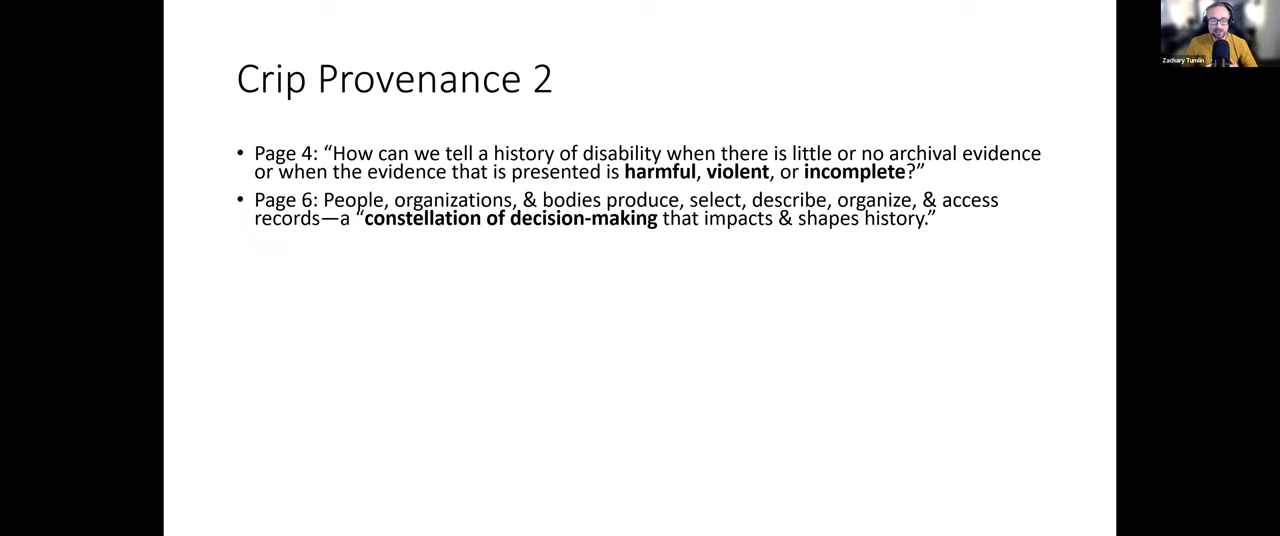 Crip Provenance 2
• Page 4: “How can we tell a history of disability when there is little or no archival evidence
or when the evidence that is presented is harmful, violent, or incomplete?”
• Page 6: People, organizations, & bodies produce, select, describe, organize, & access
records—a “constellation of decision-making that impacts & shapes history.”
Zachary Tumlin